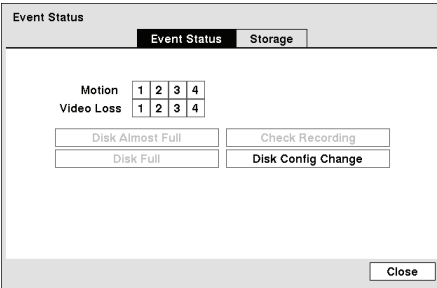 Event Status
Event Status Storage
Motion 1 2 3 4
Video Loss 1 2 3 4
Disk Almost Full Check Recording
Disk Full Disk Config Change
Close